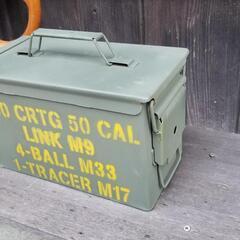 0 CRTG 50 CAL
LINK M9
4-BALL M33
1-TRACER M17